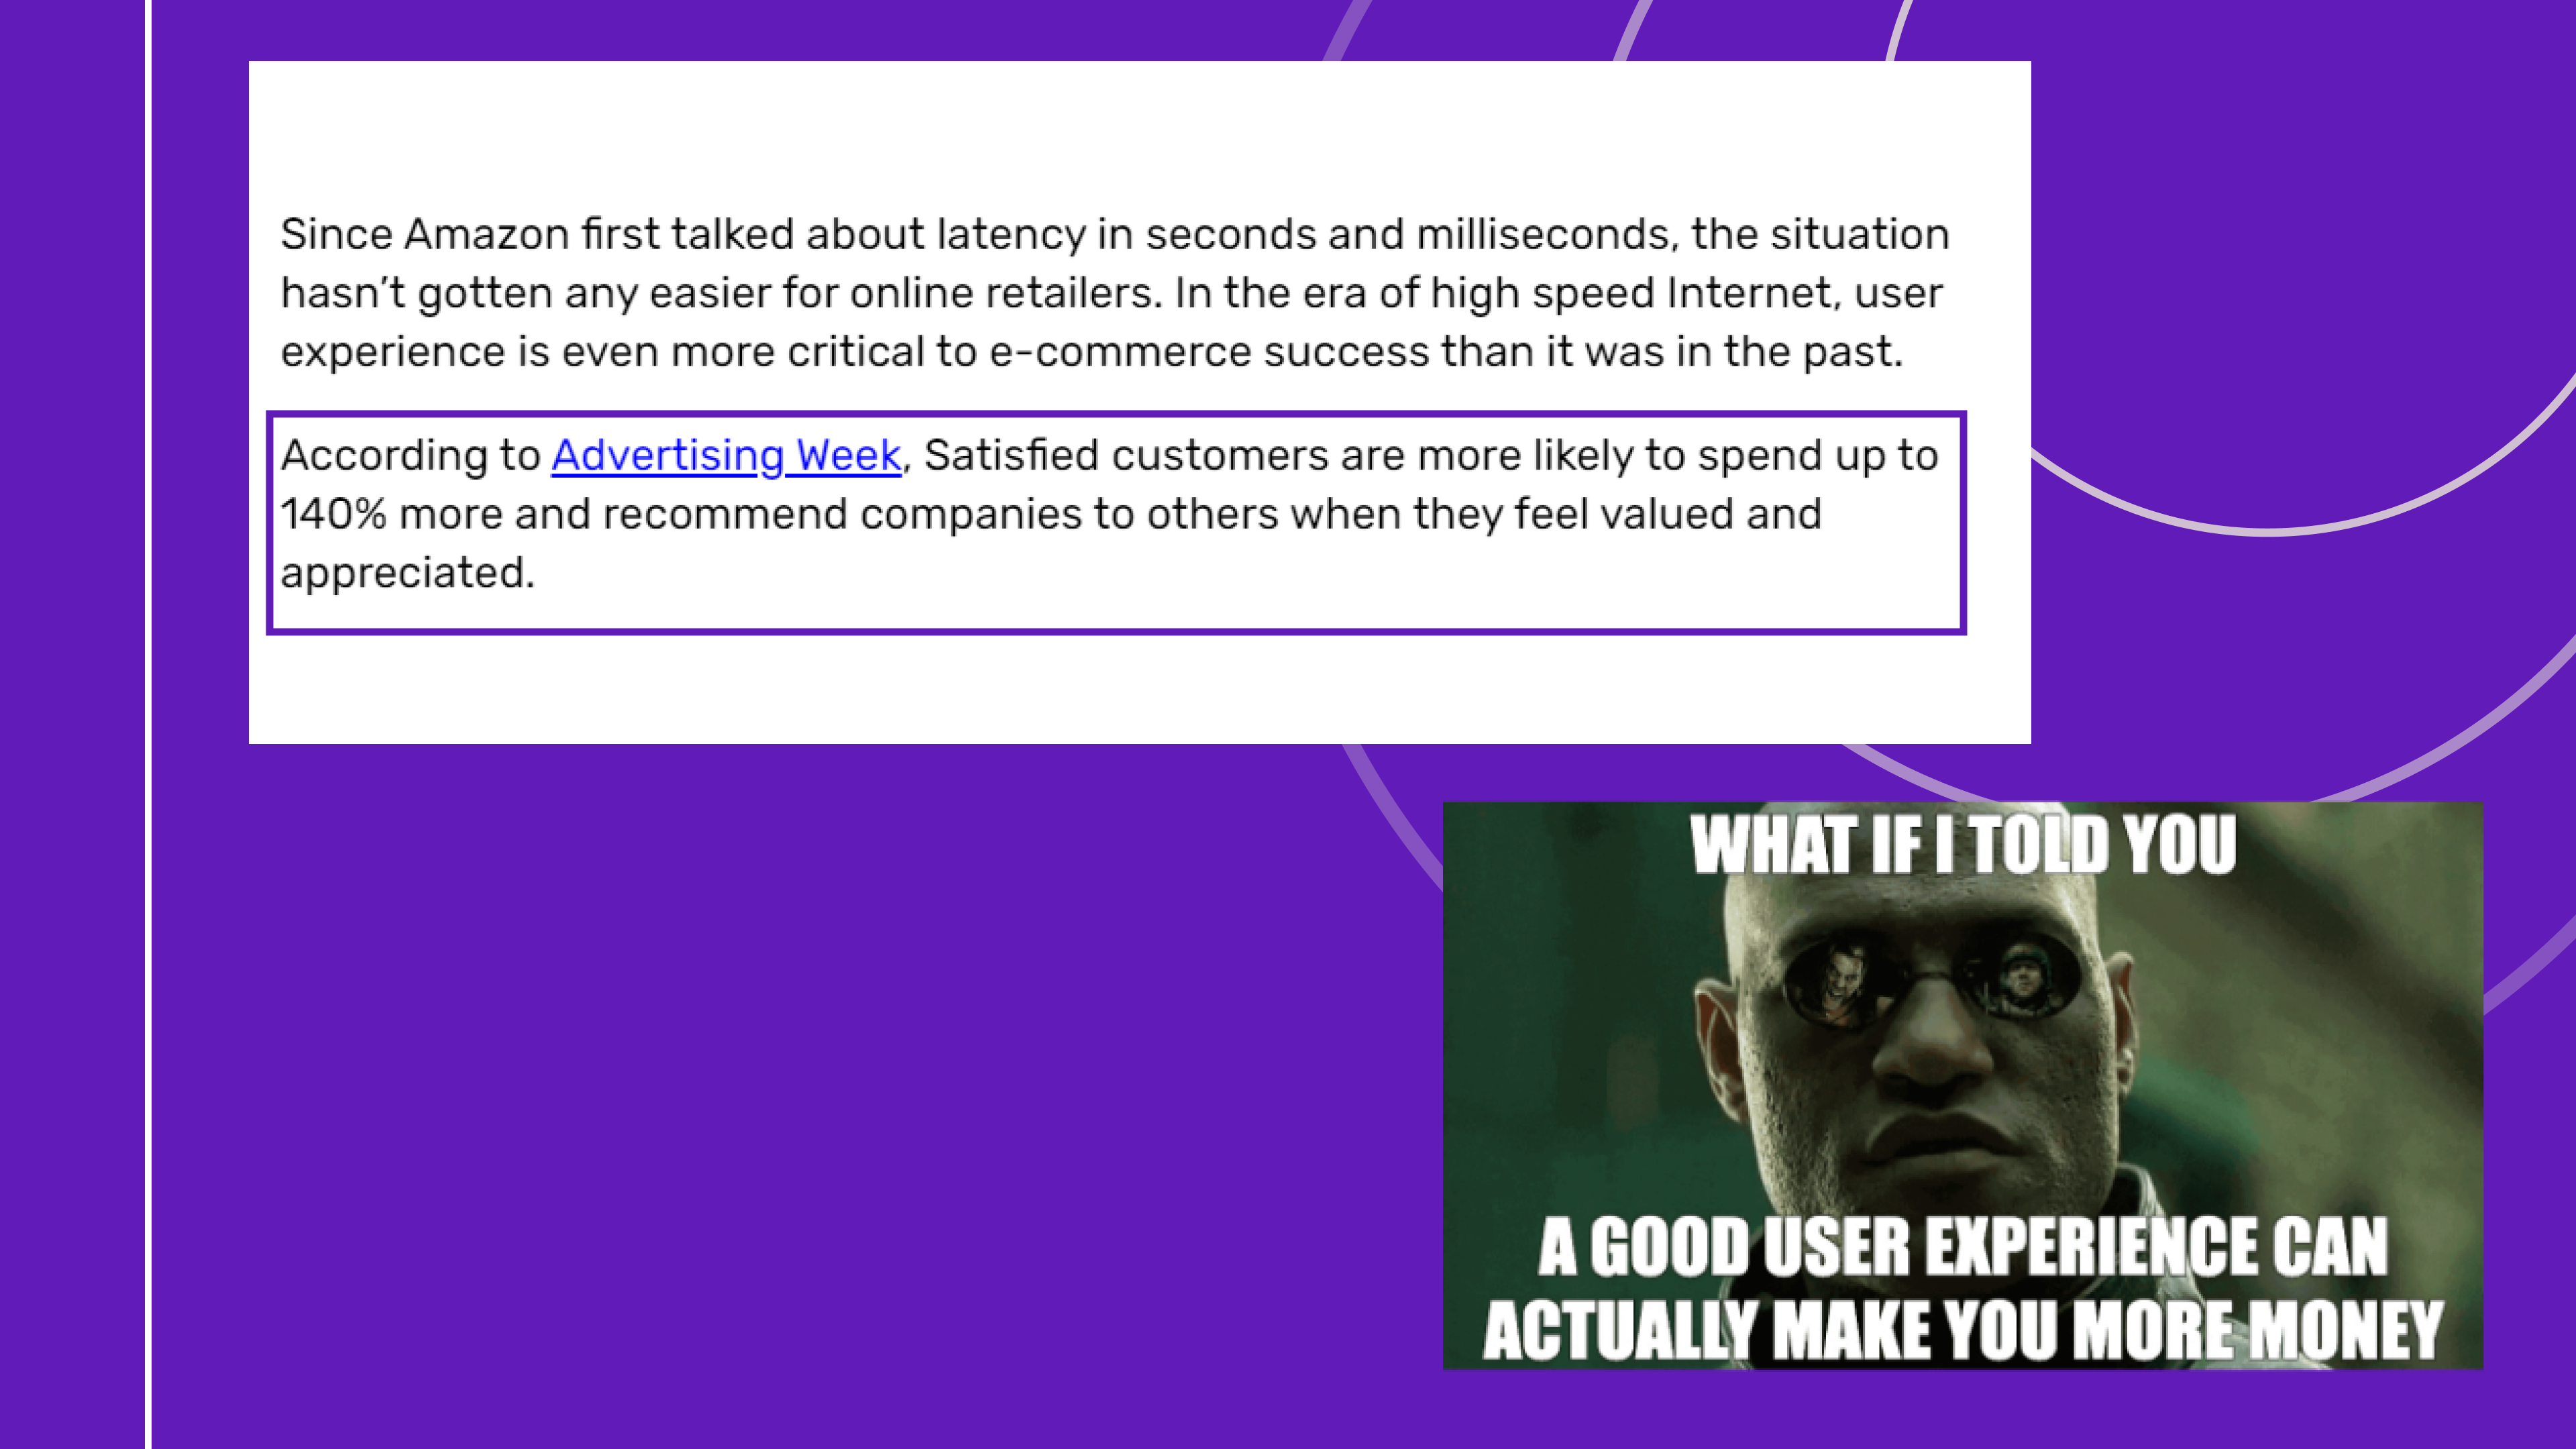 Since Amazon first talked about latency in seconds and milliseconds, the situation
hasn’t gotten any easier for online retailers. In the era of high speed Internet, user
experience is even more critical to e-commerce success than it was in the past.
According to Advertising Week, Satisfied customers are more likely to spend up to
140% more and recommend companies to others when they feel valued and
appreciated.
WHAT IF I TOLD YOU
A GOOD USER EXPERIENCE CAN
ACTUALLY MAKE YOU MORE MONEY